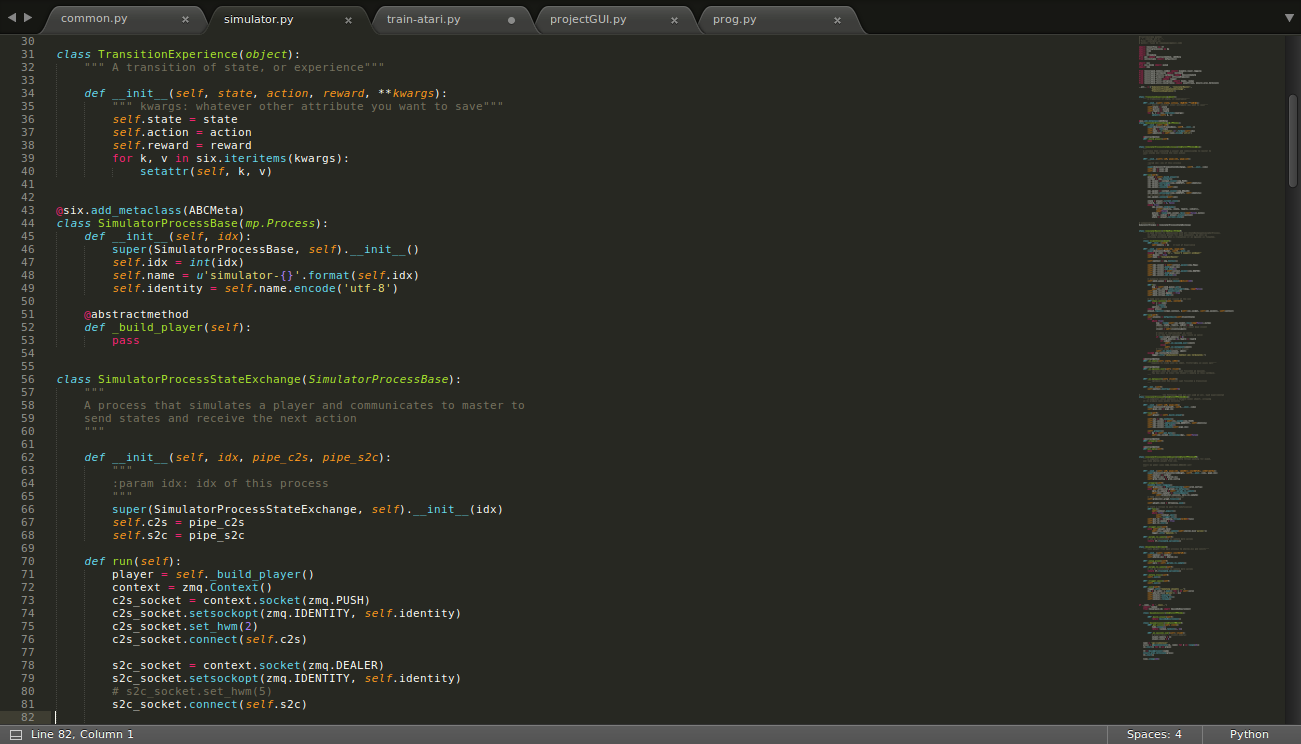 common.py × simulator.py × train-atari.py projectGUI.py × prog.py ×
30
31 class TransitionExperience(object):
32     """ A transition of state, or experience"""
33
34     def __init__(self, state, action, reward, **kwargs):
35         """ kwargs: whatever other attribute you want to save"""
36         self.state = state
37         self.action = action
38         self.reward = reward
39         for k, v in six.iteritems(kwargs):
40             setattr(self, k, v)
41
42
43 @six.add_metaclass(ABCMeta)
44 class SimulatorProcessBase(mp.Process):
45     def __init__(self, idx):
46         super(SimulatorProcessBase, self).__init__()
47         self.idx = int(idx)
48         self.name = u'simulator-{}'.format(self.idx)
49         self.identity = self.name.encode('utf-8')
50
51     @abstractmethod
52     def _build_player(self):
53         pass
54
55
56 class SimulatorProcessStateExchange(SimulatorProcessBase):
57     """
58     A process that simulates a player and communicates to master to
59     send states and receive the next action
60     """
61
62     def __init__(self, idx, pipe_c2s, pipe_s2c):
63         """
64         :param idx: idx of this process
65         """
66         super(SimulatorProcessStateExchange, self).__init__(idx)
67         self.c2s = pipe_c2s
68         self.s2c = pipe_s2c
69
70     def run(self):
71         player = self._build_player()
72         context = zmq.Context()
73         c2s_socket = context.socket(zmq.PUSH)
74         c2s_socket.setsockopt(zmq.IDENTITY, self.identity)
75         c2s_socket.set_hwm(2)
76         c2s_socket.connect(self.c2s)
77
78         s2c_socket = context.socket(zmq.DEALER)
79         s2c_socket.setsockopt(zmq.IDENTITY, self.identity)
80         # s2c_socket.set_hwm(5)
81         s2c_socket.connect(self.s2c)
82
Line 82, Column 1 Spaces: 4 Python